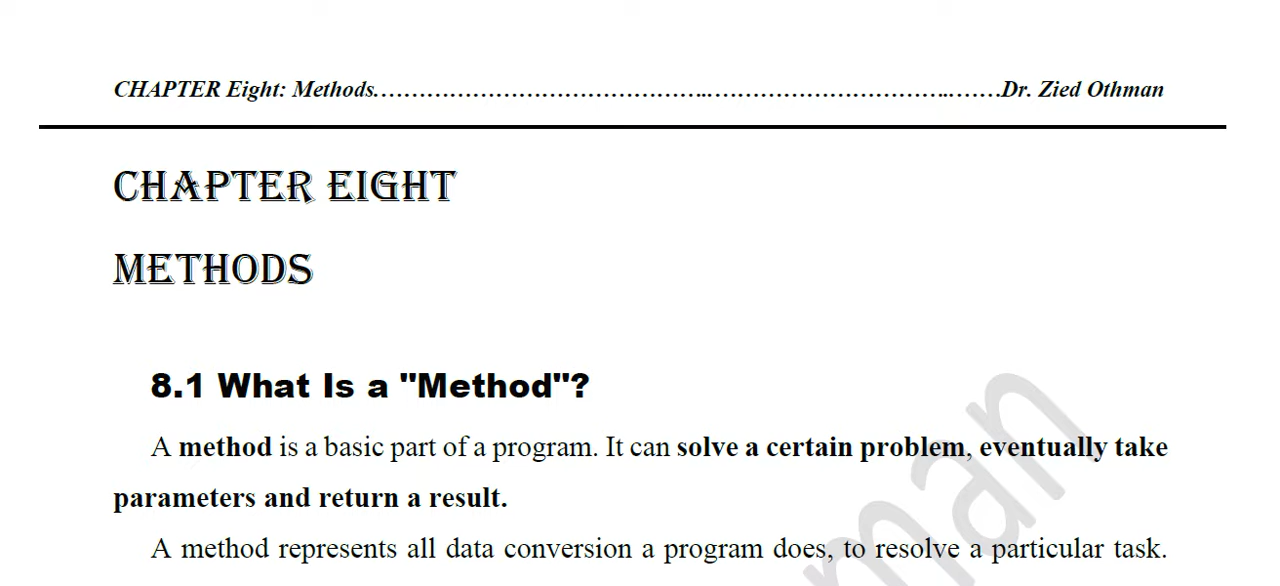 CHAPTER Eight: Methods……………………………………..………………………………..…….Dr. Zied Othman
CHAPTER EIGHT
METHODS
8.1 What Is a "Method"?
A method is a basic part of a program. It can solve a certain problem, eventually take
parameters and return a result.
A method represents all data conversion a program does, to resolve a particular task.
man